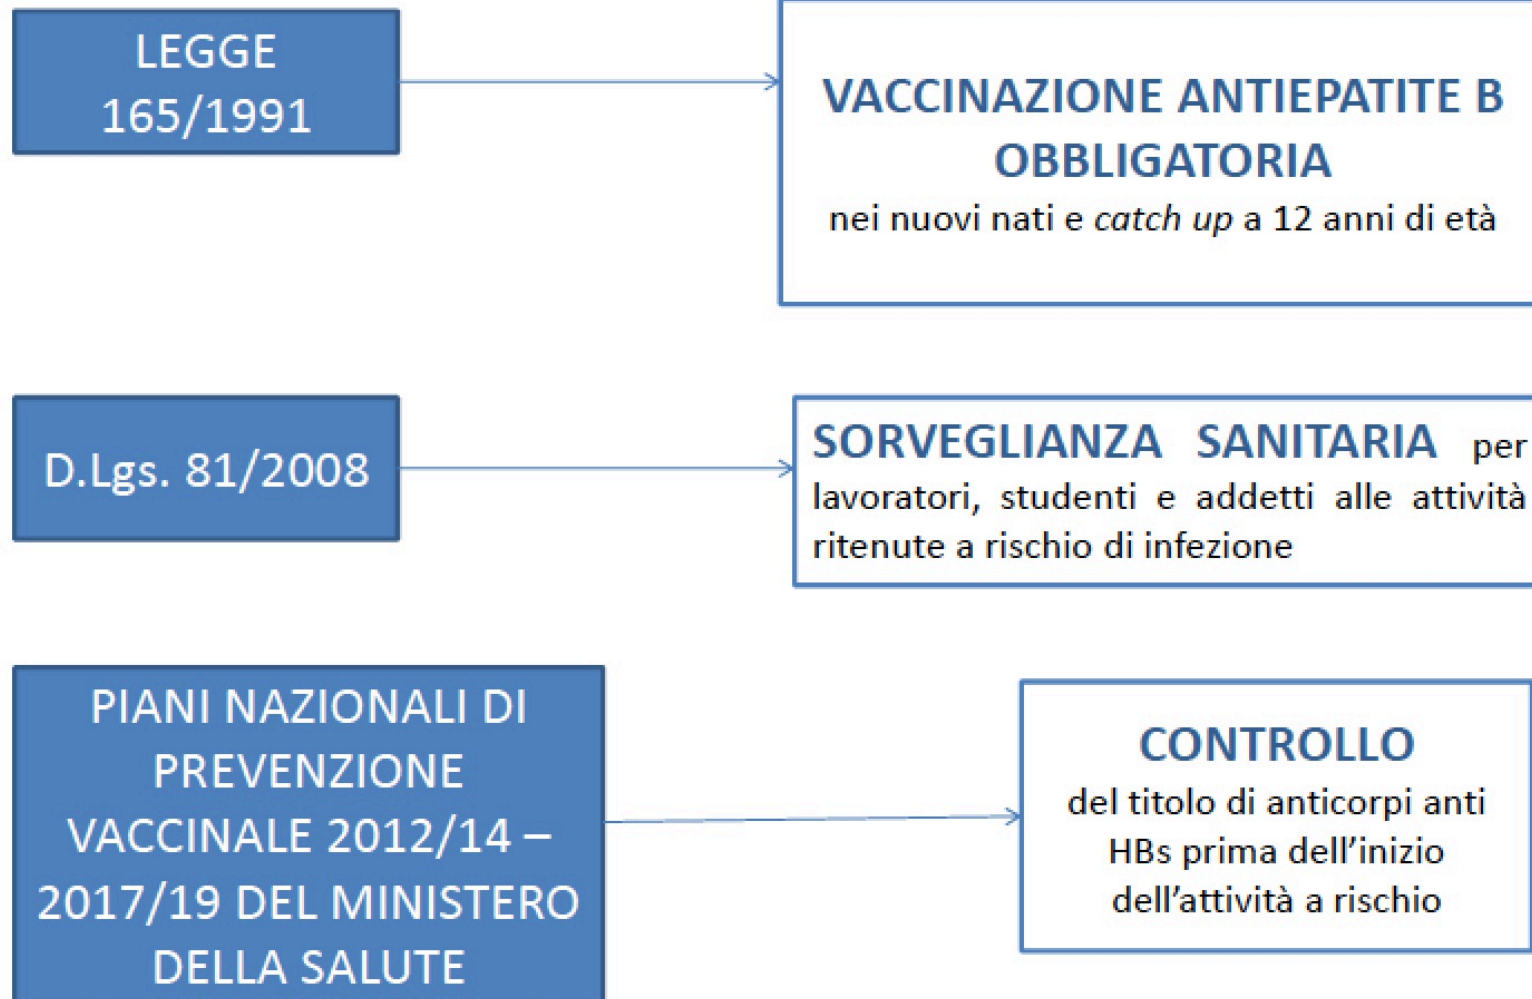 LEGGE
165/1991
VACCINAZIONE ANTIEPATITE B
OBBLIGATORIA
nei nuovi nati e catch up a 12 anni di età
D.Lgs. 81/2008
SORVEGLIANZA SANITARIA per
lavoratori, studenti e addetti alle attività
ritenute a rischio di infezione
PIANI NAZIONALI DI
PREVENZIONE
VACCINALE 2012/14 –
2017/19 DEL MINISTERO
DELLA SALUTE
CONTROLLO
del titolo di anticorpi anti
HBs prima dell’inizio
dell’attività a rischio